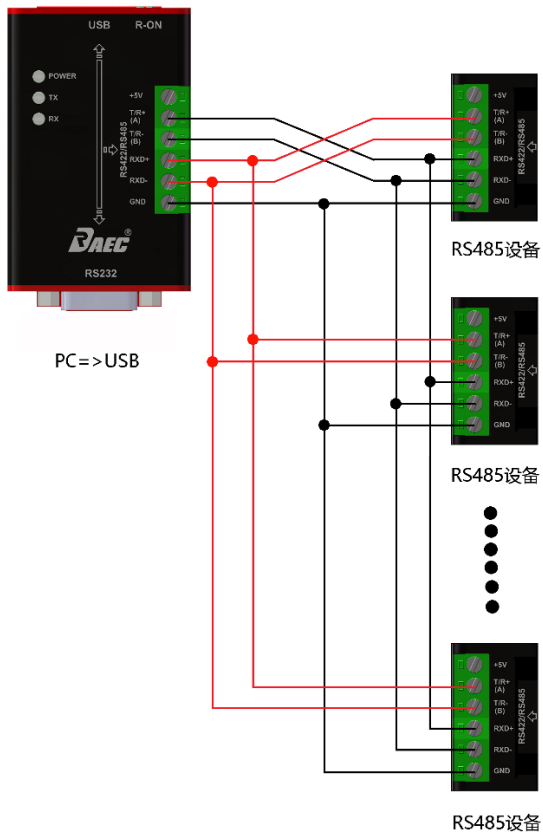 USB R-ON
POWER
TX
RX
+5V
T/R+
(A)
T/R-
(B)
RXD+
RXD-
GND
RS422/RS485
BAEC®
RS232
PC=>USB
+5V
T/R+
(A)
T/R-
(B)
RXD+
RXD-
GND
RS422/RS485
RS485设备
+5V
T/R+
(A)
T/R-
(B)
RXD+
RXD-
GND
RS422/RS485
RS485设备
+5V
T/R+
(A)
T/R-
(B)
RXD+
RXD-
GND
RS422/RS485
RS485设备